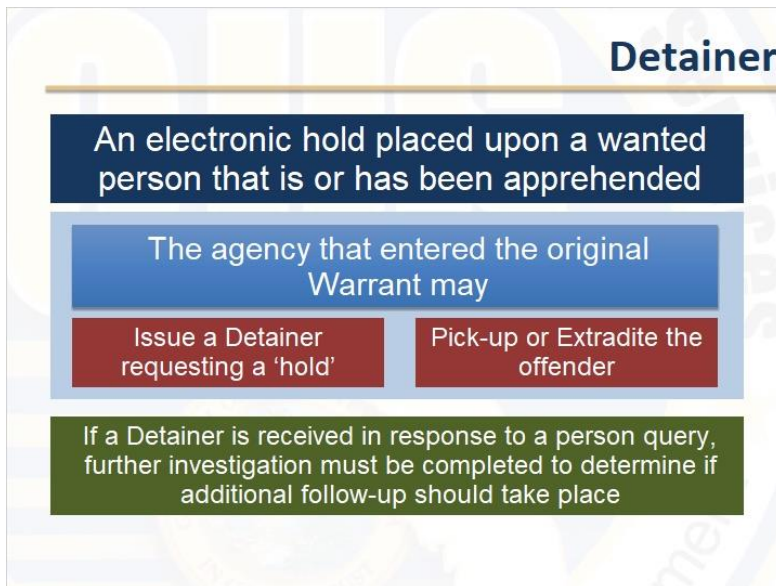 Detainer
An electronic hold placed upon a wanted
person that is or has been apprehended
The agency that entered the original
Warrant may
Issue a Detainer
requesting a ‘hold’
Pick-up or Extradite the
offender
If a Detainer is received in response to a person query,
further investigation must be completed to determine if
additional follow-up should take place